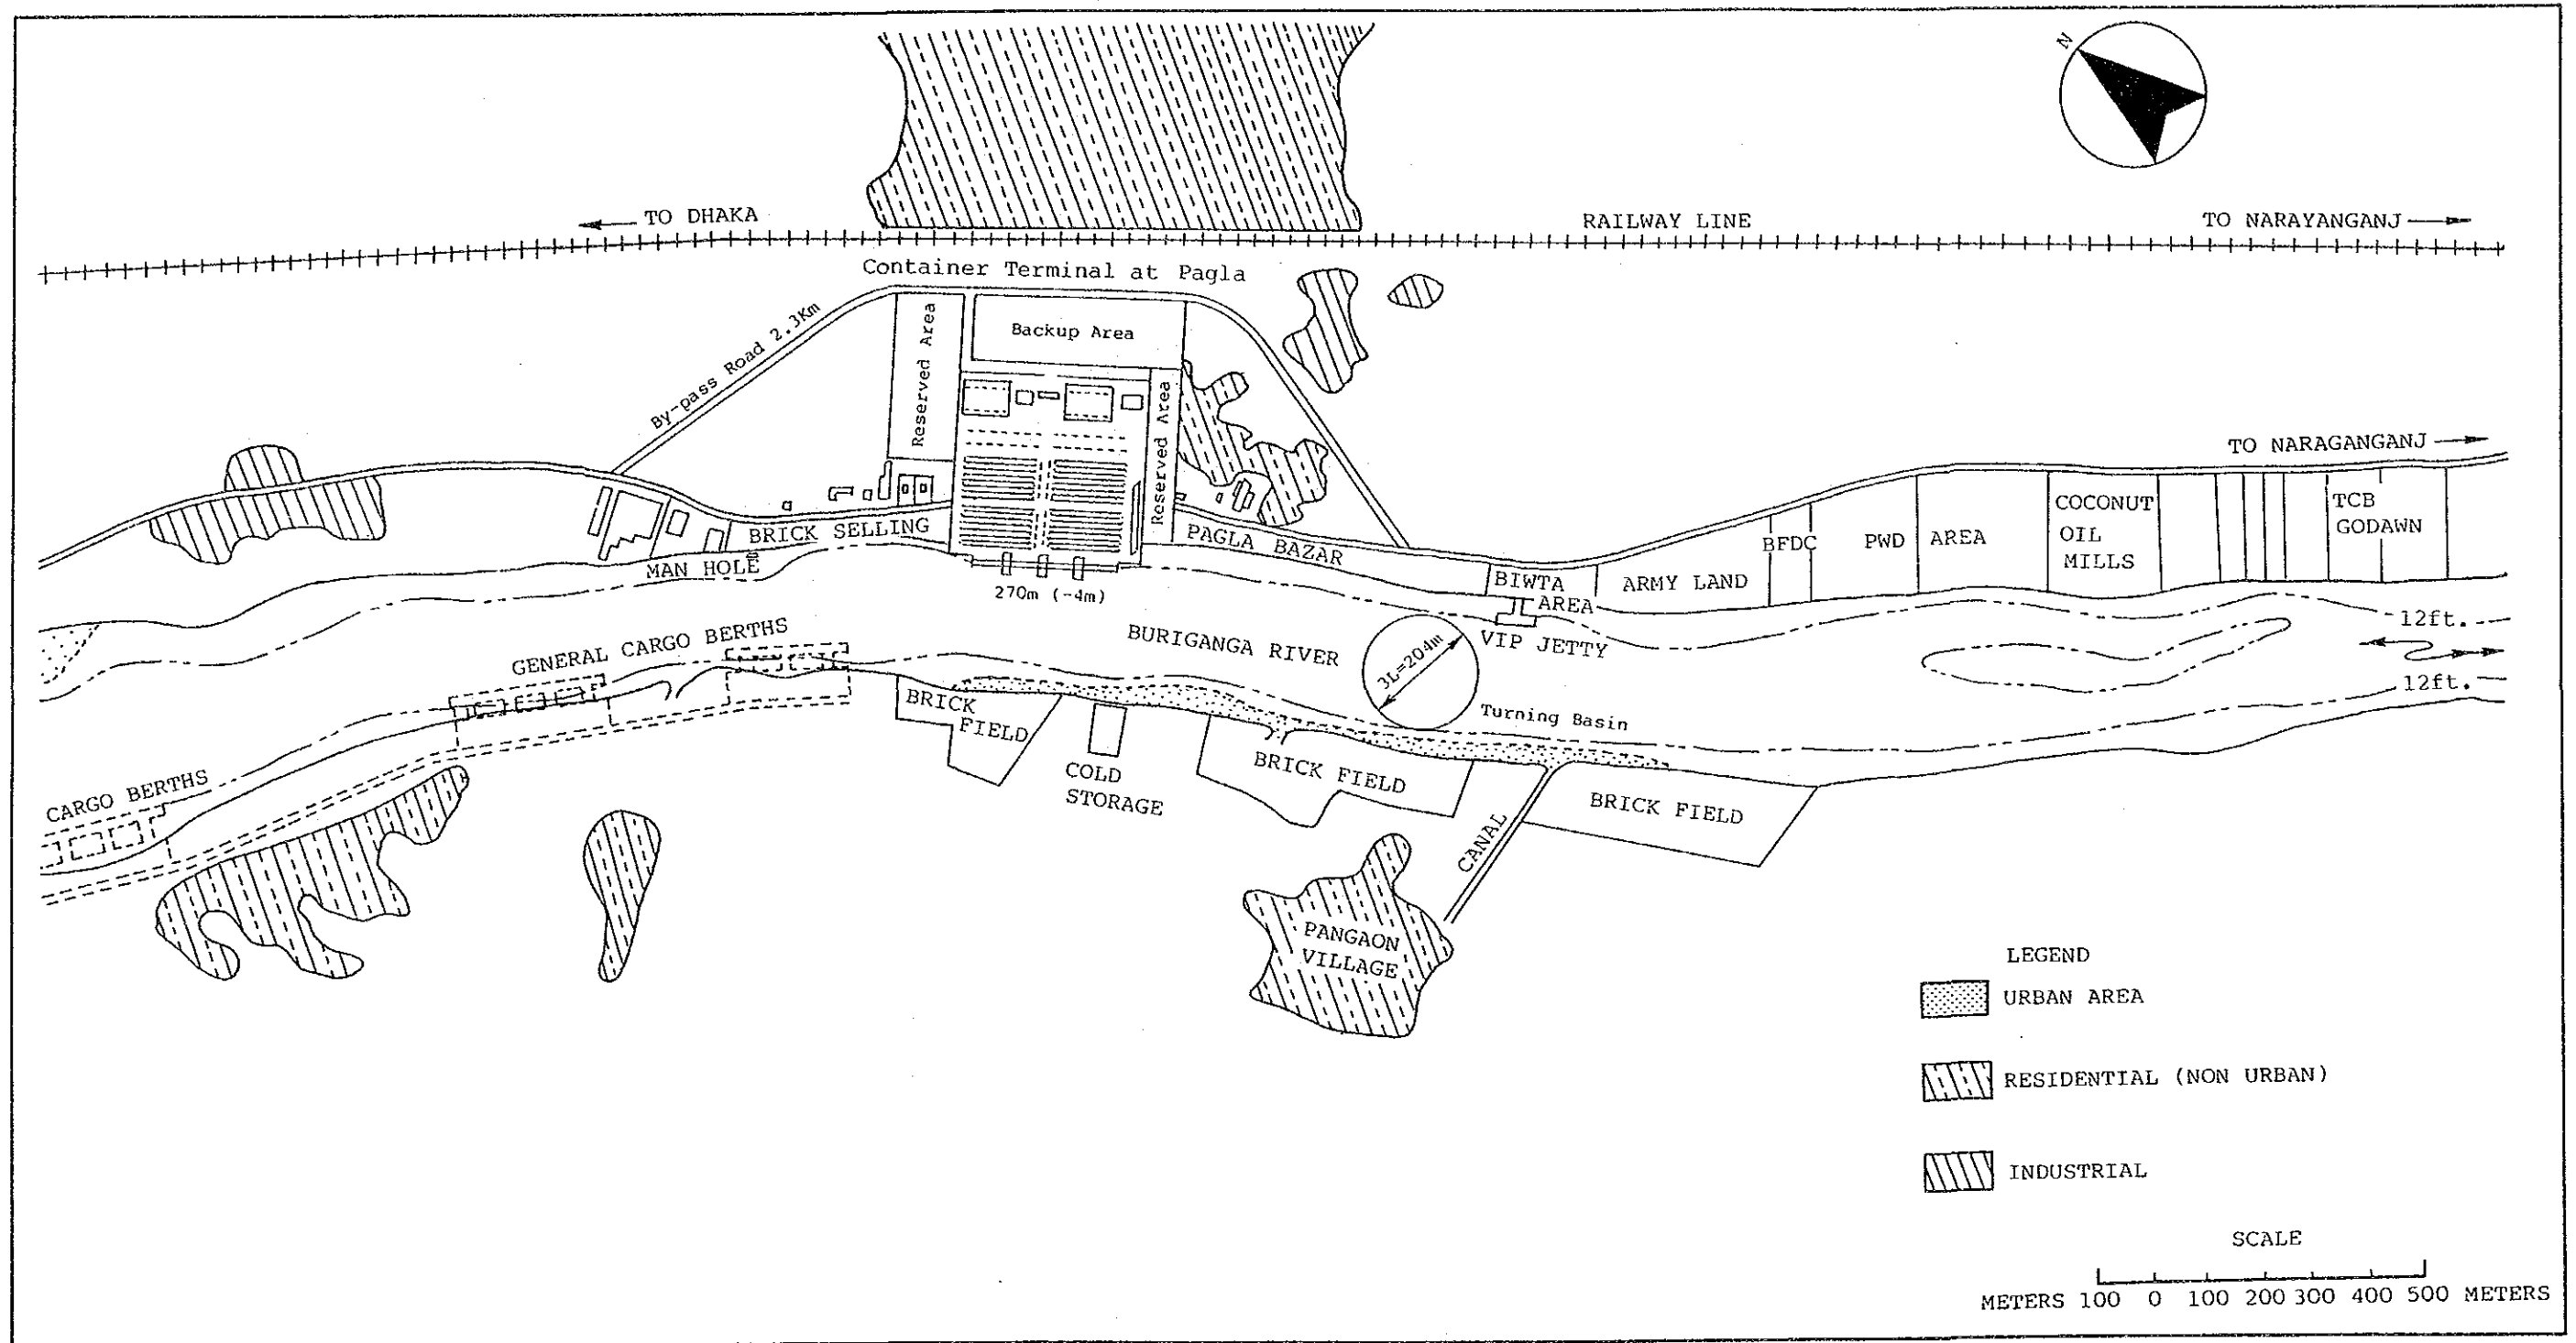 N
TO DHAKA
RAILWAY LINE
TO NARAYANGANJ
Container Terminal at Pagla
By-pass Road 2.3Km
Reserved Area
Backup Area
Reserved Area
TO NARAGANGANJ
BRICK SELLING
MAN HOLE
PAGLA BAZAR
270m (-4m)
BIWTA
AREA
ARMY LAND
BFDC
PWD AREA
COCONUT
OIL
MILLS
TCB
GODAWN
VIP JETTY
12ft.
12ft.
GENERAL CARGO BERTHS
BURIGANGA RIVER
3L=204m
Turning Basin
CARGO BERTHS
BRICK
FIELD
COLD
STORAGE
BRICK FIELD
BRICK FIELD
CANAL
PANGAON
VILLAGE
LEGEND
URBAN AREA
RESIDENTIAL (NON URBAN)
INDUSTRIAL
SCALE
METERS 100 0 100 200 300 400 500 METERS